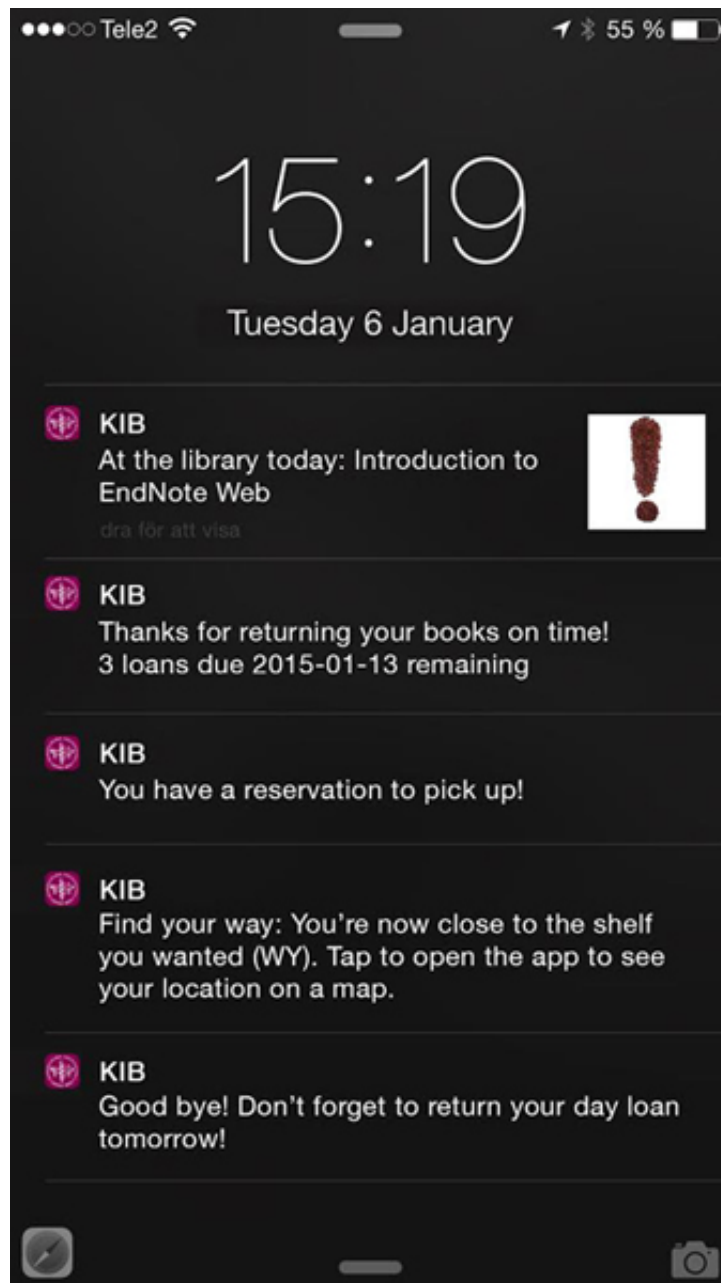 Tele2
55 %
15:19
Tuesday 6 January
KIB
At the library today: Introduction to
EndNote Web
dra för att visa
KIB
Thanks for returning your books on time!
3 loans due 2015-01-13 remaining
KIB
You have a reservation to pick up!
KIB
Find your way: You're now close to the shelf
you wanted (WY). Tap to open the app to see
your location on a map.
KIB
Good bye! Don't forget to return your day loan
tomorrow!